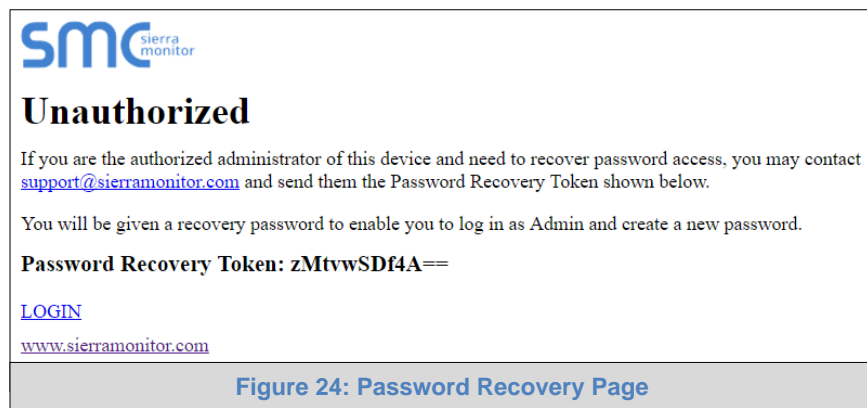 smc sierra
monitor
Unauthorized
If you are the authorized administrator of this device and need to recover password access, you may contact
support@sierramonitor.com and send them the Password Recovery Token shown below.
You will be given a recovery password to enable you to log in as Admin and create a new password.
Password Recovery Token: zMtvwSDf4A==
LOGIN
www.sierramonitor.com
Figure 24: Password Recovery Page